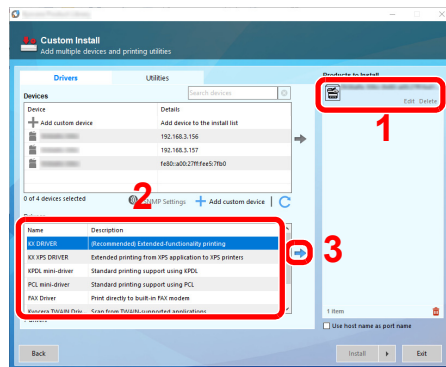 Custom Install
Add multiple devices and printing utilities
Drivers
Utilities
Products to Install
Devices
Search devices
Edit Delete
1
Device Details
Add custom device Add device to the install list
192.168.3.156
192.168.3.157
fe80::a00:27ff:fee5:7fb0
2
0 of 4 devices selected
SNMP Settings
Add custom device
Name Description
KX DRIVER (Recommended) Extended-functionality printing
3
KX XPS DRIVER Extended printing from XPS application to XPS printers
KPDL mini-driver Standard printing support using KPDL
PCL mini-driver Standard printing support using PCL
FAX Driver Print directly to built-in FAX modem
Kyocera TWAIN Driv Scan from TWAIN-supported applications
1 item
Use host name as port name
Back
Install
Exit